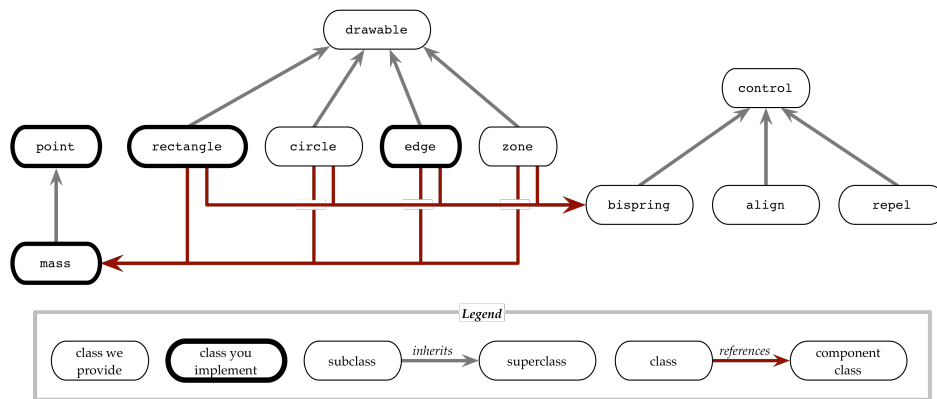 drawable
control
point
rectangle
circle
edge
zone
bispring
align
repel
mass
Legend
class we
provide
class you
implement
subclass
inherits
superclass
class
references
component
class